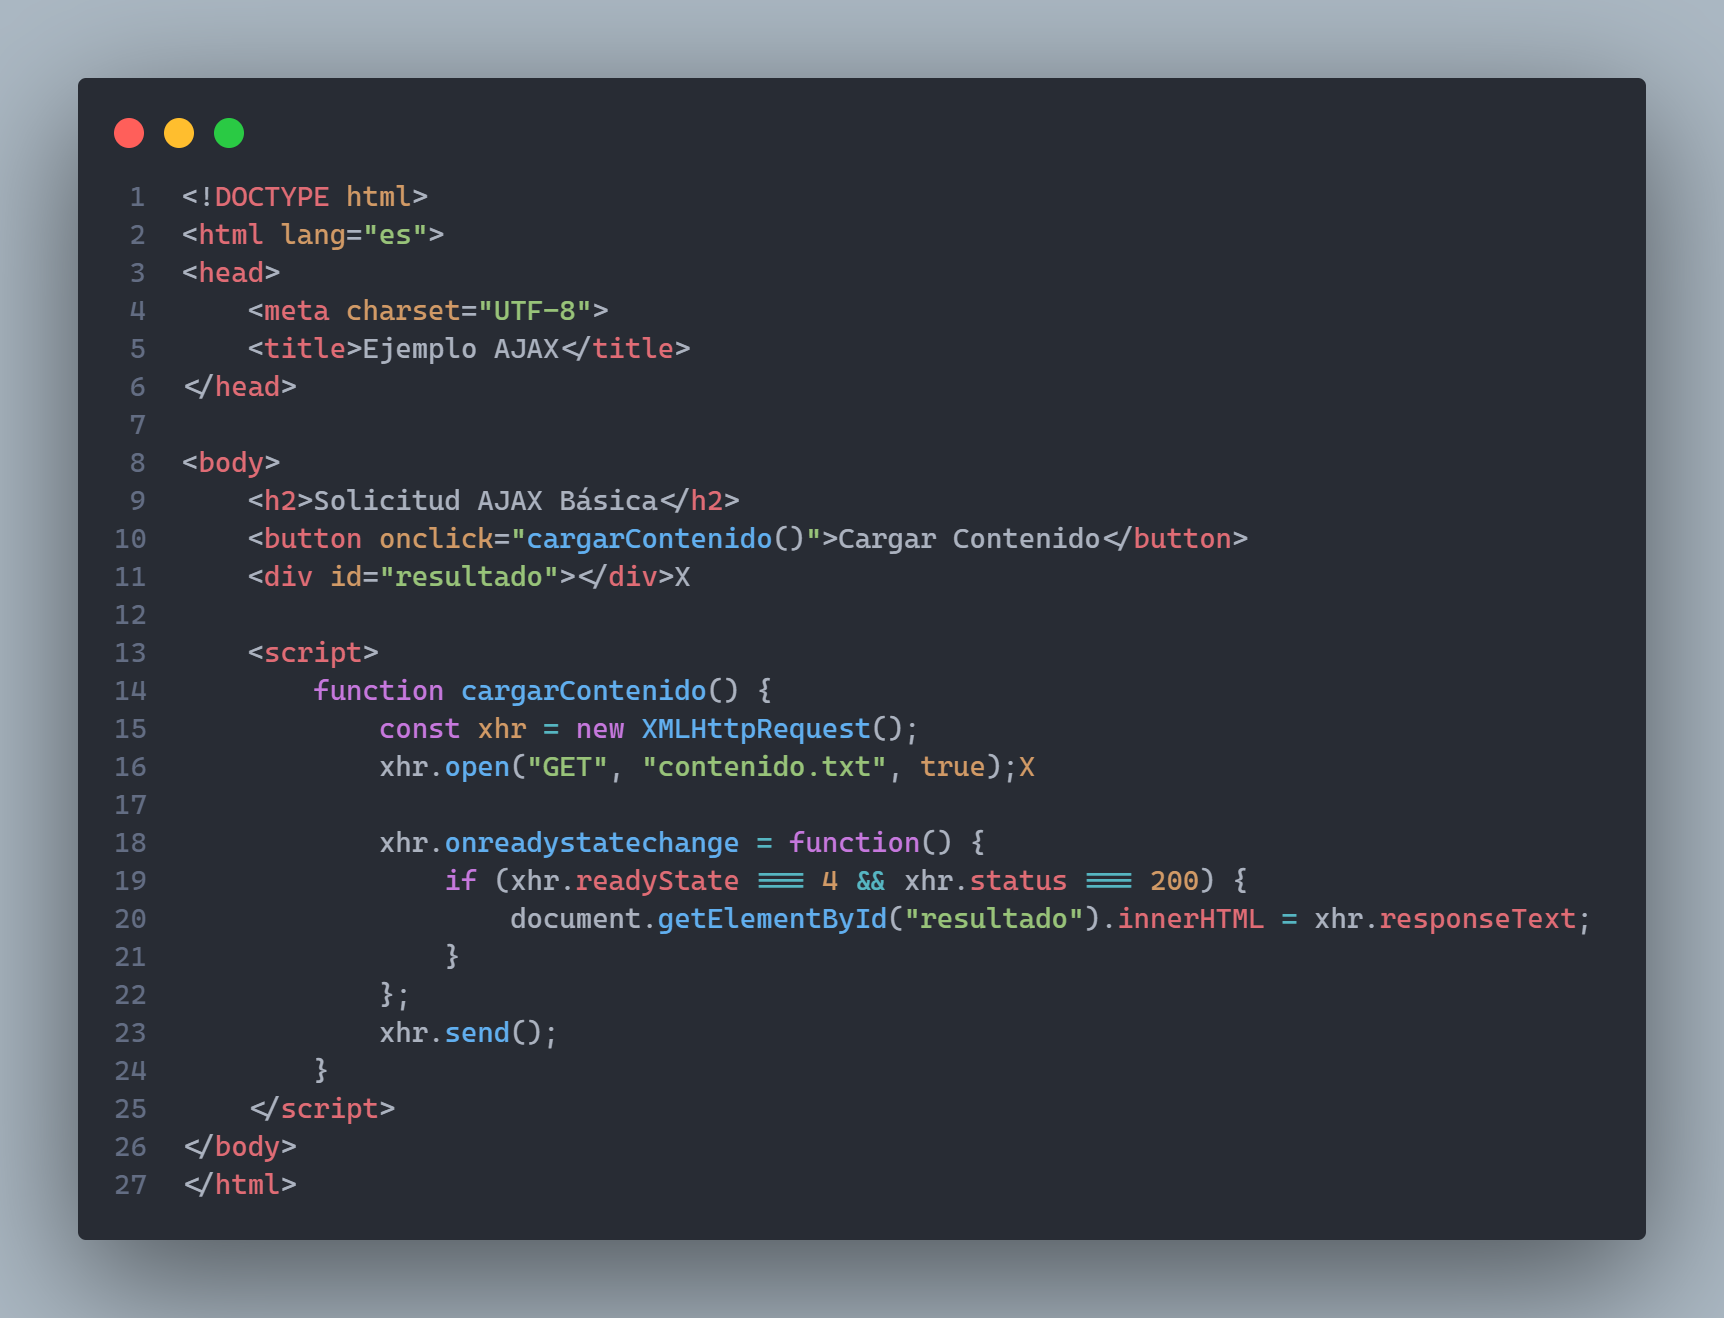 1 <!DOCTYPE html>
2 <html lang="es">
3 <head>
4     <meta charset="UTF-8">
5     <title>Ejemplo AJAX</title>
6 </head>
7
8 <body>
9     <h2>Solicitud AJAX Básica</h2>
10     <button onclick="cargarContenido()">Cargar Contenido</button>
11     <div id="resultado"></div>X
12
13     <script>
14         function cargarContenido() {
15             const xhr = new XMLHttpRequest();
16             xhr.open("GET", "contenido.txt", true);X
17
18             xhr.onreadystatechange = function() {
19                 if (xhr.readyState === 4 && xhr.status === 200) {
20                     document.getElementById("resultado").innerHTML = xhr.responseText;
21                 }
22             };
23             xhr.send();
24         }
25     </script>
26 </body>
27 </html>